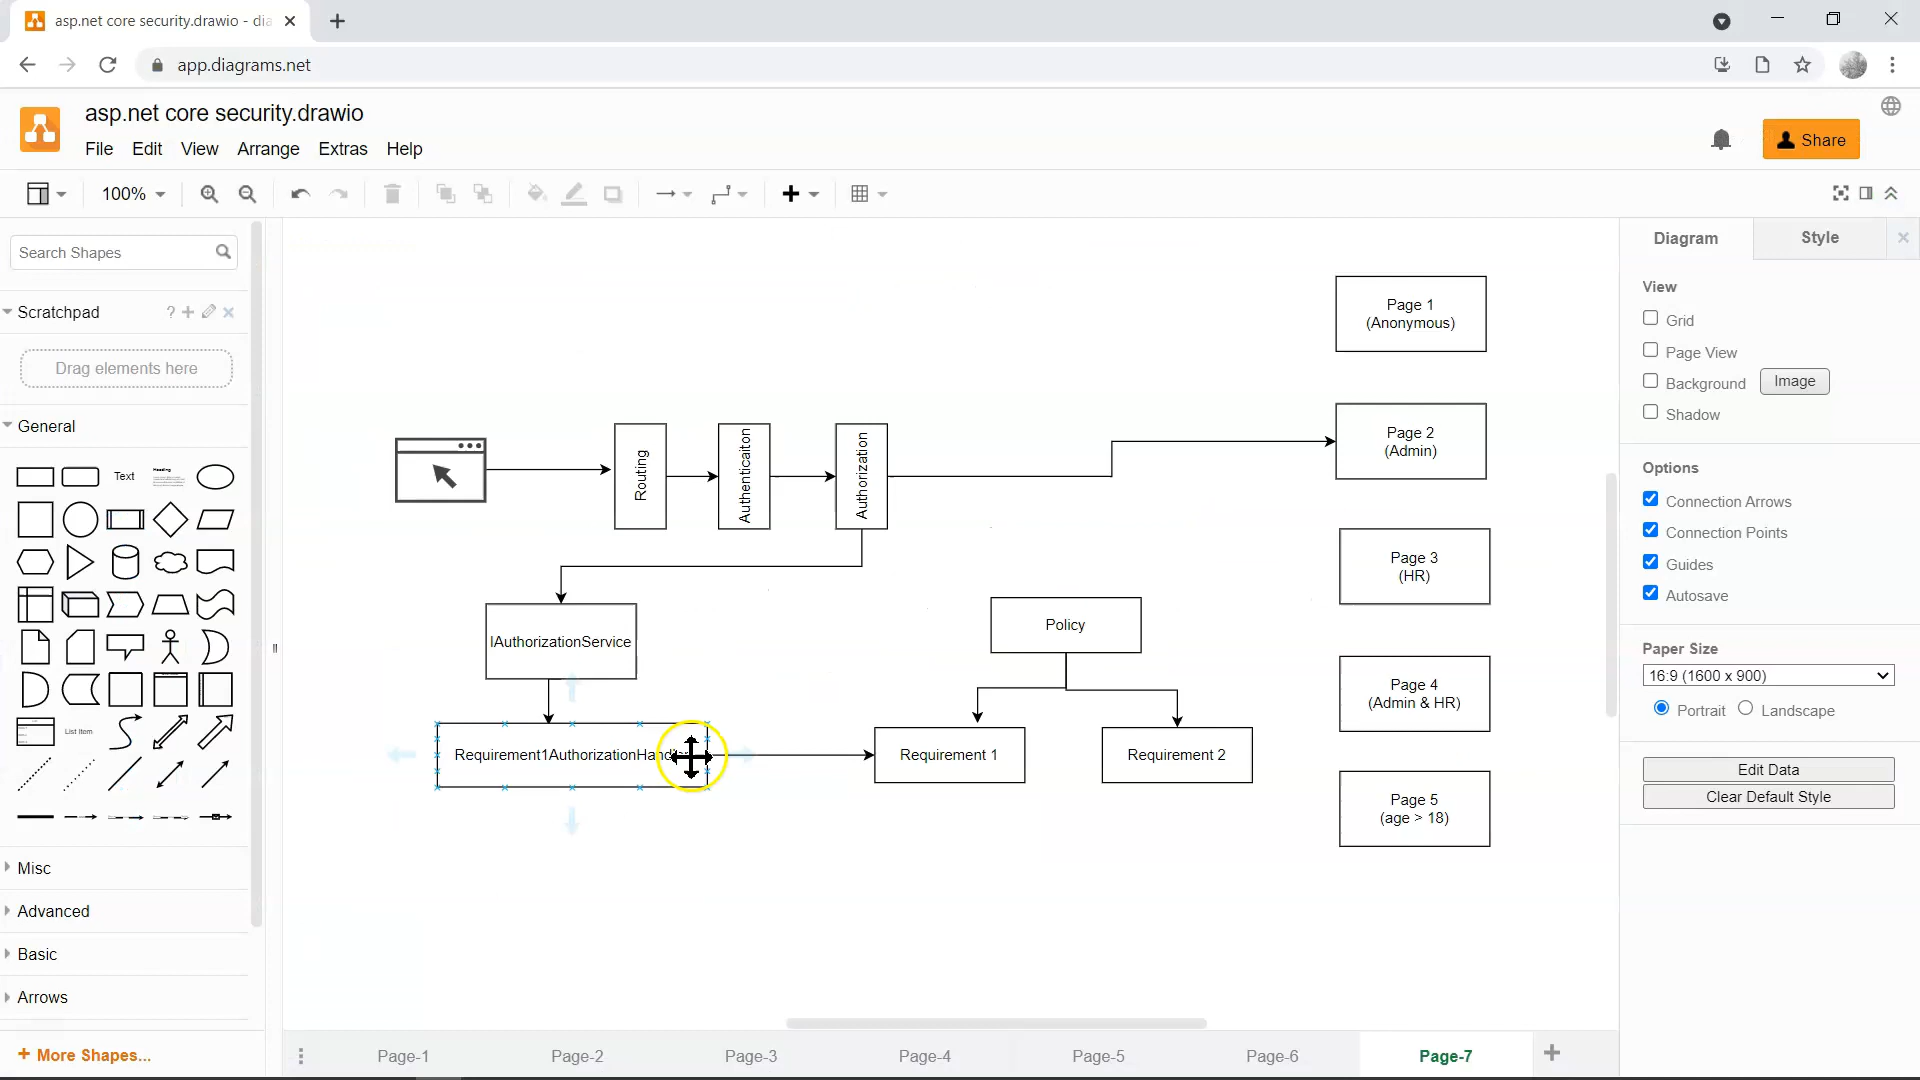 asp.net core security.drawio - dia
app.diagrams.net
asp.net core security.drawio
File Edit View Arrange Extras Help
Share
100%
Search Shapes
Scratchpad
?
Drag elements here
General
Text
Heading
List Item
Misc
Advanced
Basic
Arrows
+ More Shapes...
Page 1
(Anonymous)
Page 2
(Admin)
Page 3
(HR)
Page 4
(Admin & HR)
Page 5
(age > 18)
Routing
Authenticaiton
Authorization
IAuthorizationService
Policy
Requirement1AuthorizationHand
Requirement 1
Requirement 2
Page-1 Page-2 Page-3 Page-4 Page-5 Page-6 Page-7
Diagram Style
View
Grid
Page View
Background Image
Shadow
Options
Connection Arrows
Connection Points
Guides
Autosave
Paper Size
16:9 (1600 x 900)
Portrait Landscape
Edit Data
Clear Default Style